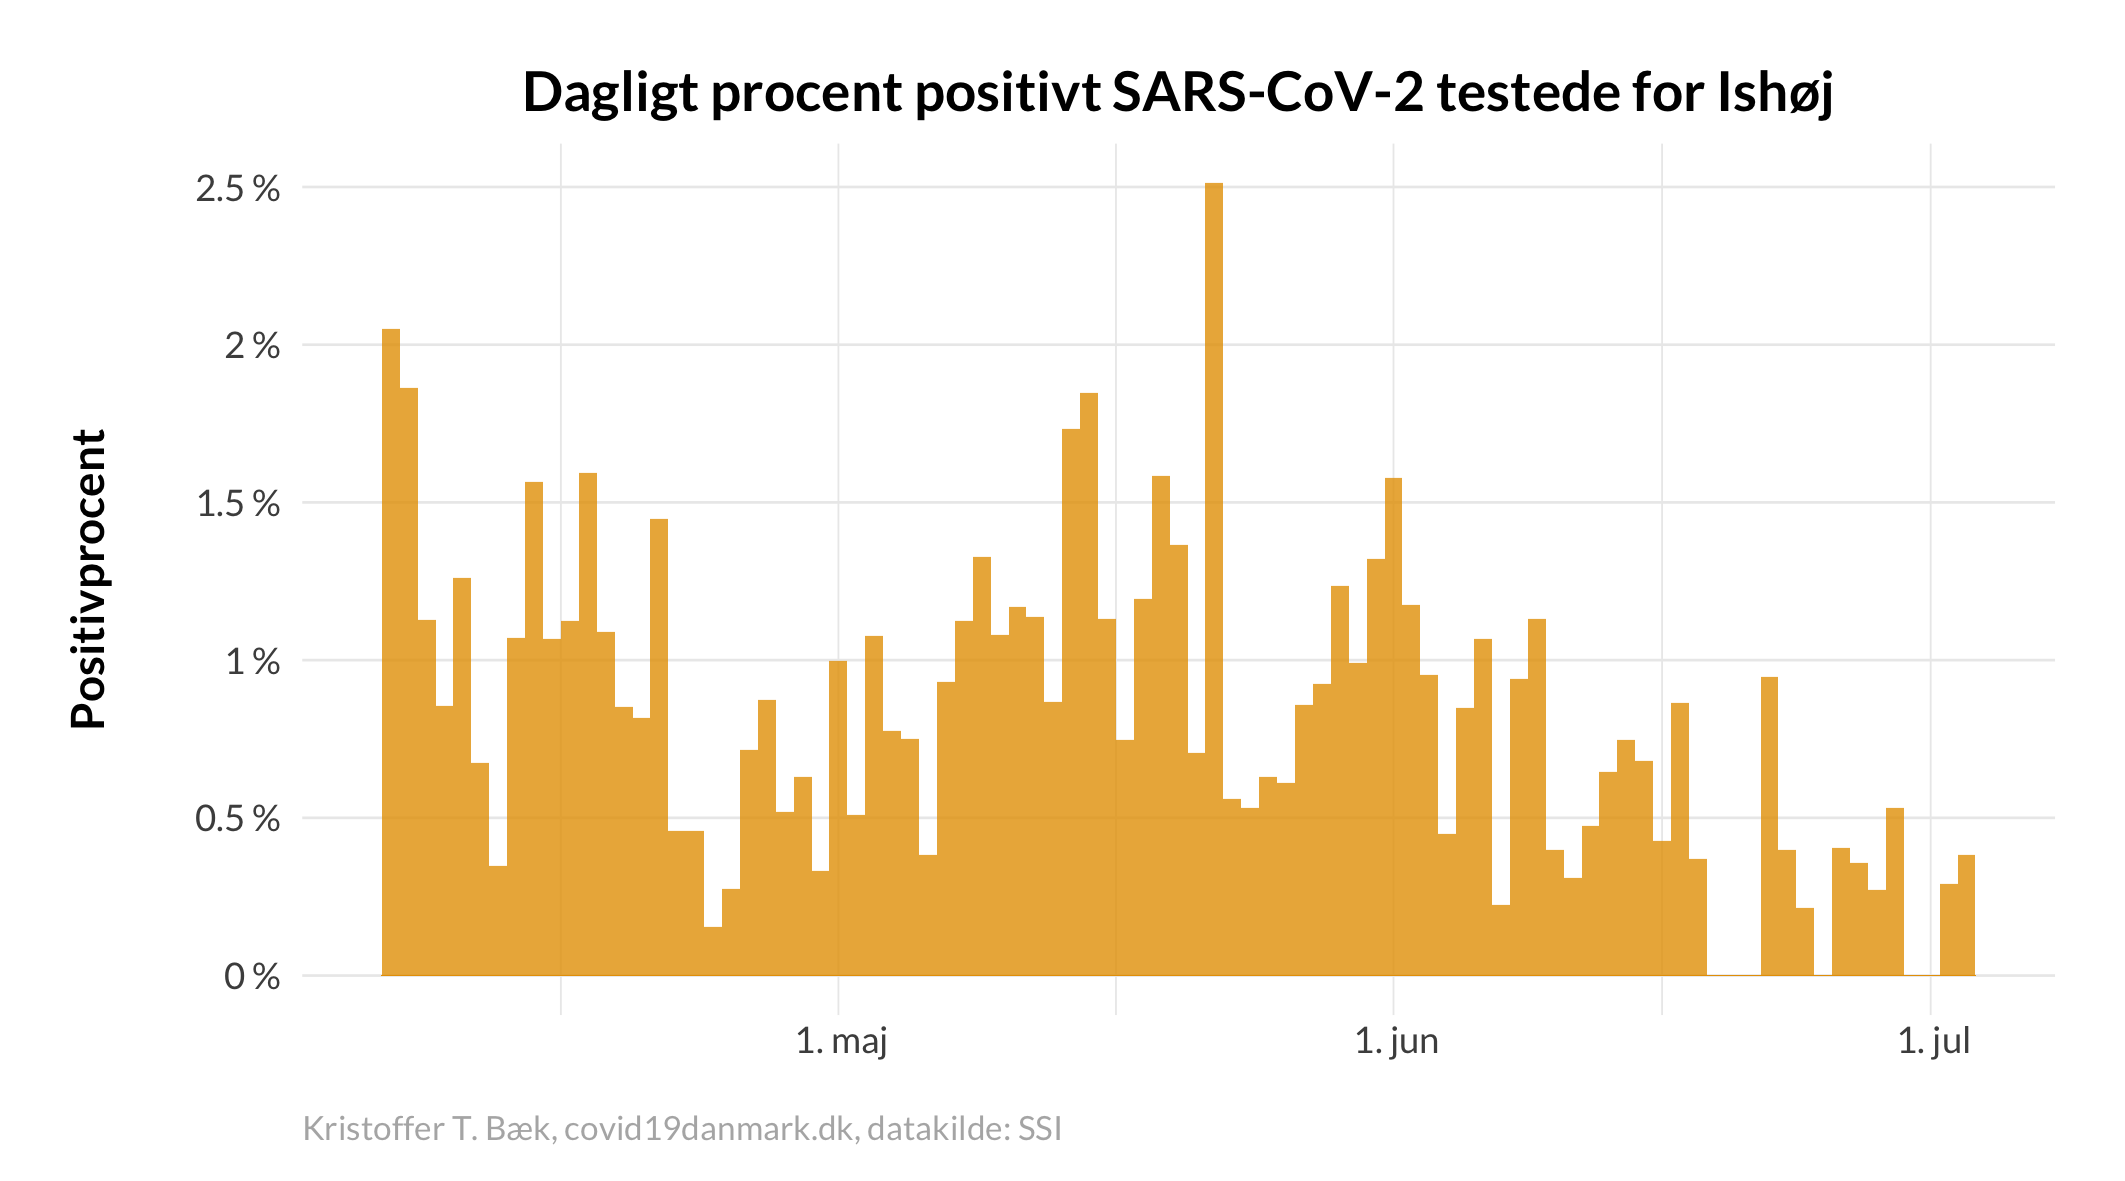 Dagligt procent positivt SARS-CoV-2 testede for Ishøj
Positivprocent
2.5 %
2 %
1.5 %
1 %
0.5 %
0 %
1. maj
1. jun
1. jul
Kristoffer T. Bæk, covid19danmark.dk, datakilde: SSI